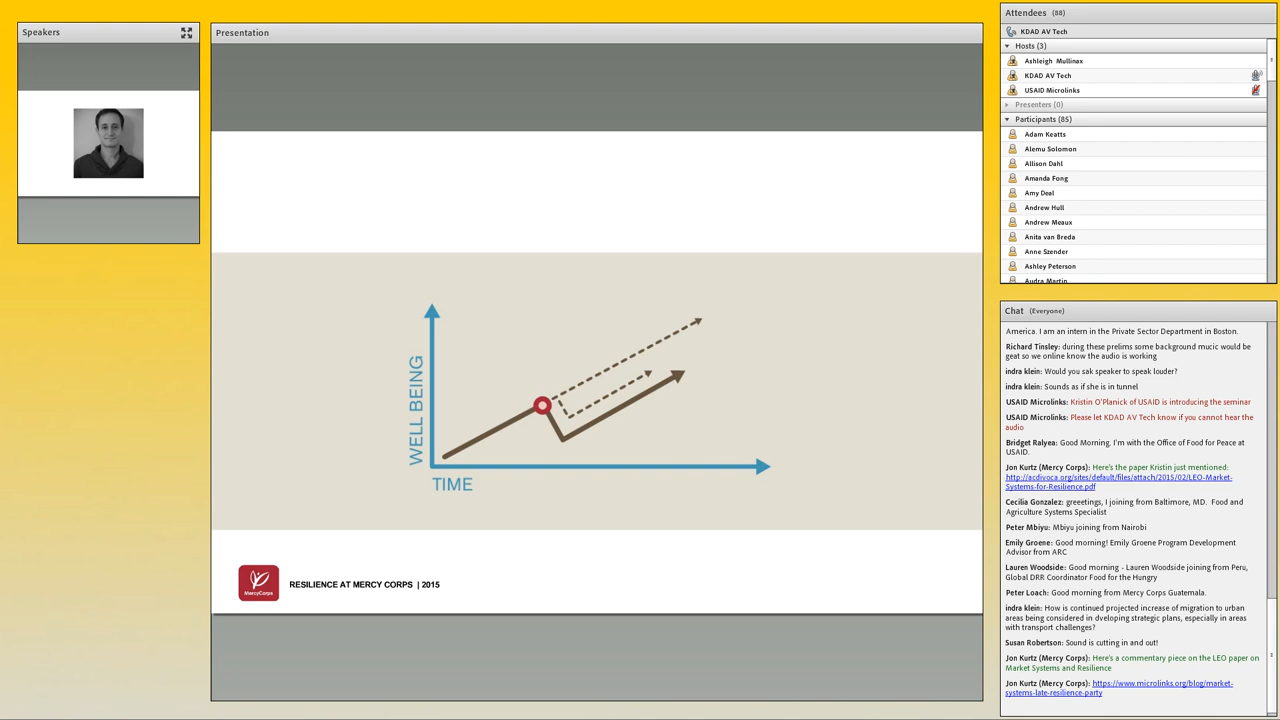 Speakers
Presentation
WELL BEING
TIME
MercyCorps
RESILIENCE AT MERCY CORPS | 2015
Attendees (88)
KDAD AV Tech
Hosts (3)
Ashleigh Mullinax
KDAD AV Tech
USAID Microlinks
Presenters (0)
Participants (85)
Adam Keatts
Alemu Solomon
Allison Dahl
Amanda Fong
Amy Deal
Andrew Hull
Andrew Meaux
Anita van Breda
Anne Szender
Ashley Peterson
Audra Martin
Chat (Everyone)
America. I am an intern in the Private Sector Department in Boston.
Richard Tinsley: during these prelims some background mucic would be
geat so we online know the audio is working
indra klein: Would you sak speaker to speak louder?
indra klein: Sounds as if she is in tunnel
USAID Microlinks: Kristin O'Planick of USAID is introducing the seminar
USAID Microlinks: Please let KDAD AV Tech know if you cannot hear the
audio
Bridget Ralyea: Good Morning. I'm with the Office of Food for Peace at
USAID.
Jon Kurtz (Mercy Corps): Here's the paper Kristin just mentioned:
http://acdivoca.org/sites/default/files/attach/2015/02/LEO-Market-
Systems-for-Resilience.pdf
Cecilia Gonzalez: greeetings, I joining from Baltimore, MD. Food and
Agriculture Systems Specialist
Peter Mbiyu: Mbiyu joining from Nairobi
Emily Groene: Good morning! Emily Groene Program Development
Advisor from ARC
Lauren Woodside: Good morning - Lauren Woodside joining from Peru,
Global DRR Coordinator Food for the Hungry
Peter Loach: Good morning from Mercy Corps Guatemala.
indra klein: How is continued projected increase of migration to urban
areas being considered in dveloping strategic plans, especially in areas
with transport challenges?
Susan Robertson: Sound is cutting in and out!
Jon Kurtz (Mercy Corps): Here's a commentary piece on the LEO paper on
Market Systems and Resilience
Jon Kurtz (Mercy Corps): https://www.microlinks.org/blog/market-
systems-late-resilience-party